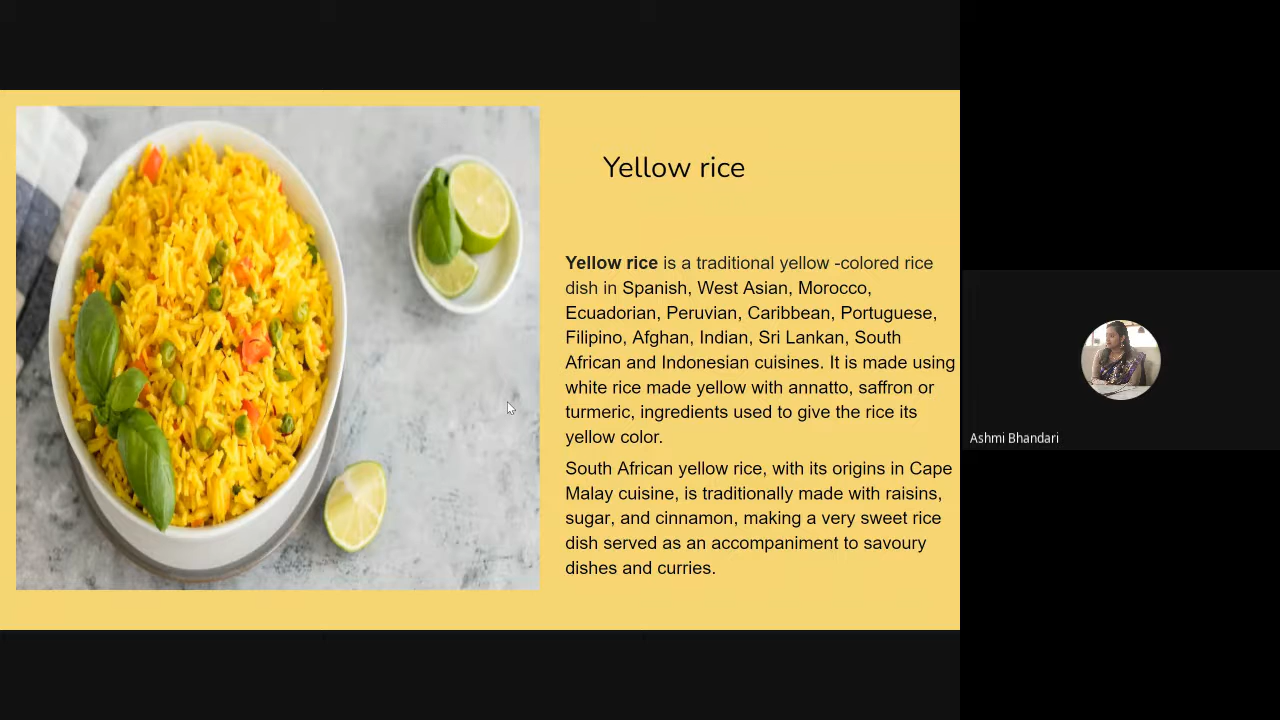 Yellow rice
Yellow rice is a traditional yellow -colored rice
dish in Spanish, West Asian, Morocco,
Ecuadorian, Peruvian, Caribbean, Portuguese,
Filipino, Afghan, Indian, Sri Lankan, South
African and Indonesian cuisines. It is made using
white rice made yellow with annatto, saffron or
turmeric, ingredients used to give the rice its
yellow color.
South African yellow rice, with its origins in Cape
Malay cuisine, is traditionally made with raisins,
sugar, and cinnamon, making a very sweet rice
dish served as an accompaniment to savoury
dishes and curries.
Ashmi Bhandari